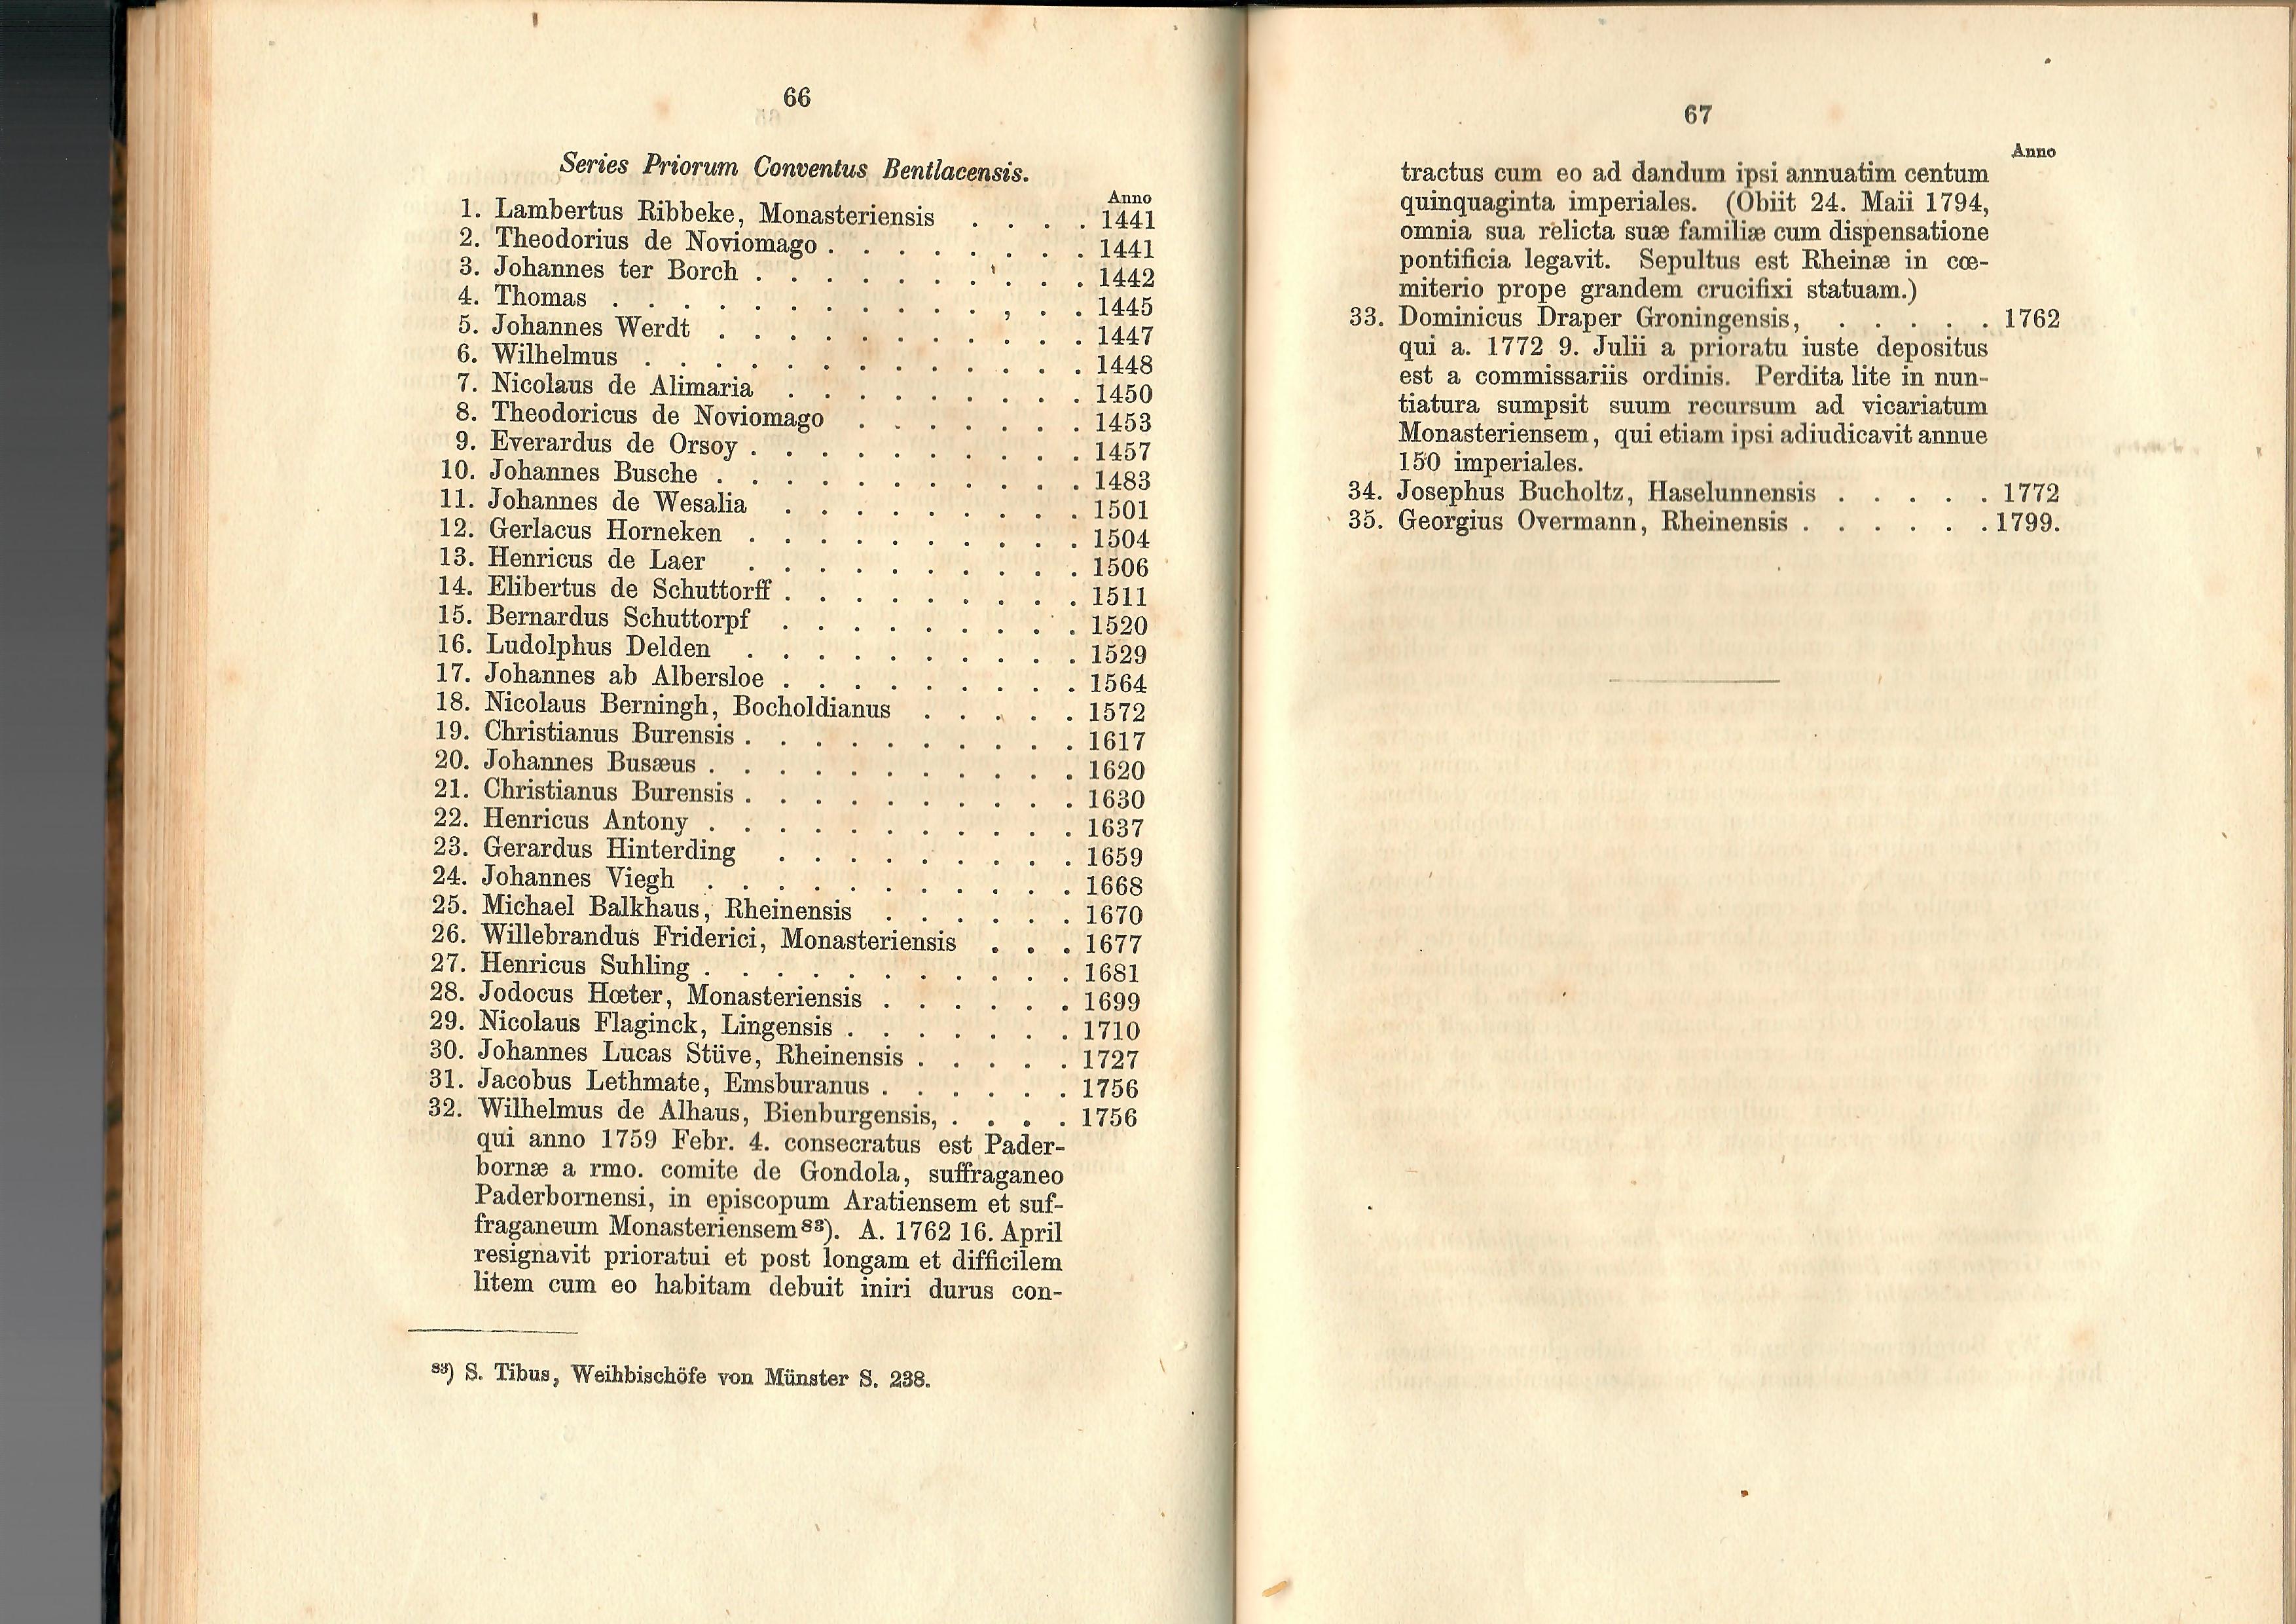 66
Series Priorum Conventus Bentlacensis.
Anno
1. Lambertus Ribbeke, Monasteriensis . . . . 1441
2. Theodorius de Noviomago . . . . . . . . 1441
3. Johannes ter Borch . . . . . . . . . . 1442
4. Thomas . . . . . . . . . . . , . . 1445
5. Johannes Werdt . . . . . . . . . . . 1447
6. Wilhelmus . . . . . . . . . . . . . 1448
7. Nicolaus de Alimaria . . . . . . . . . 1450
8. Theodoricus de Noviomago . . . . . . . 1453
9. Everardus de Orsoy . . . . . . . . . . 1457
10. Johannes Busche . . . . . . . . . . . 1483
11. Johannes de Wesalia . . . . . . . . . 1501
12. Gerlacus Horneken . . . . . . . . . . 1504
13. Henricus de Laer . . . . . . . . . . 1506
14. Elibertus de Schuttorff . . . . . . . . . 1511
15. Bernardus Schuttorpf . . . . . . . . . 1520
16. Ludolphus Delden . . . . . . . . . . 1529
17. Johannes ab Albersloe . . . . . . . . . 1564
18. Nicolaus Berningh, Bocholdianus . . . . . 1572
19. Christianus Burensis . . . . . . . . . . 1617
20. Johannes Busæus . . . . . . . . . . . 1620
21. Christianus Burensis . . . . . . . . . . 1630
22. Henricus Antony . . . . . . . . . . . 1637
23. Gerardus Hinterding . . . . . . . . . 1659
24. Johannes Viegh . . . . . . . . . . . 1668
25. Michael Balkhaus, Rheinensis . . . . . . 1670
26. Willebrandus Friderici, Monasteriensis . . . 1677
27. Henricus Suhling . . . . . . . . . . . 1681
28. Jodocus Hœter, Monasteriensis . . . . . . 1699
29. Nicolaus Flaginck, Lingensis . . . . . . . 1710
30. Johannes Lucas Stüve, Rheinensis . . . . . 1727
31. Jacobus Lethmate, Emsburanus . . . . . . 1756
32. Wilhelmus de Alhaus, Bienburgensis, . . . . 1756
qui anno 1759 Febr. 4. consecratus est Pader-
bornæ a rmo. comite de Gondola, suffraganeo
Paderbornensi, in episcopum Aratiensem et suf-
fraganeum Monasteriensem⁸³). A. 1762 16. April
resignavit prioratui et post longam et difficilem
litem cum eo habitam debuit iniri durus con-
⁸³) S. Tibus, Weihbischöfe von Münster S. 238.
67
Anno
tractus cum eo ad dandum ipsi annuatim centum
quinquaginta imperiales. (Obiit 24. Maii 1794,
omnia sua relicta suæ familiæ cum dispensatione
pontificia legavit. Sepultus est Rheinæ in cœ-
miterio prope grandem crucifixi statuam.)
33. Dominicus Draper Groningensis, . . . . . 1762
qui a. 1772 9. Julii a prioratu iuste depositus
est a commissariis ordinis. Perdita lite in nun-
tiatura sumpsit suum recursum ad vicariatum
Monasteriensem, qui etiam ipsi adiudicavit annue
150 imperiales.
34. Josephus Bucholtz, Haselunnensis . . . . . 1772
35. Georgius Overmann, Rheinensis . . . . . . 1799.